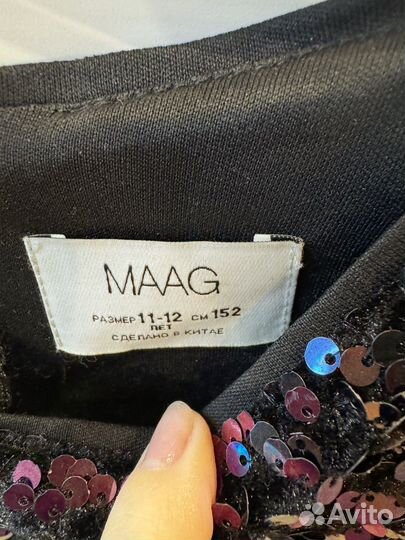 MAAG
РАЗМЕР 11-12 СМ 152
ЛЕТ
СДЕЛАНО В КИТАЕ
Avito